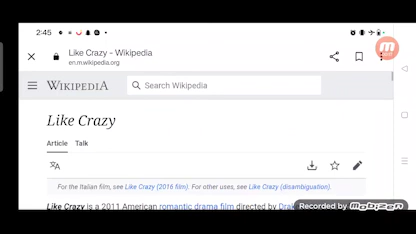 2:45
Like Crazy – Wikipedia
en.m.wikipedia.org
WIKIPEDIA
Search Wikipedia
Like Crazy
Article Talk
For the Italian film, see Like Crazy (2016 film). For other uses, see Like Crazy (disambiguation).
Like Crazy is a 2011 American romantic drama film directed by
Recorded by MOBIZEN